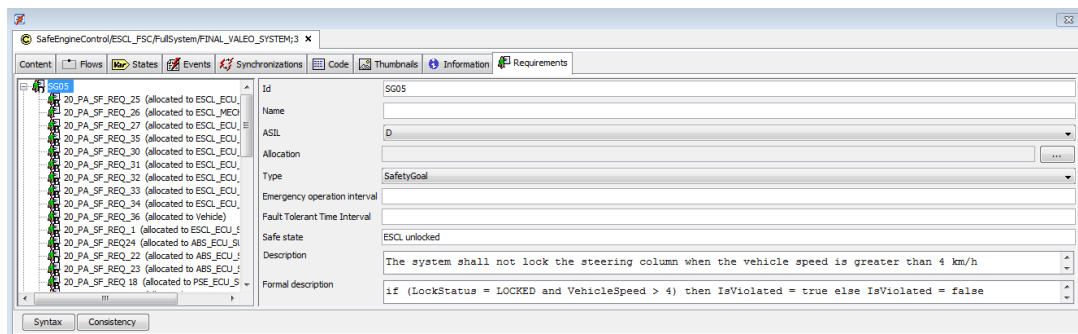 SafeEngineControl/ESCL_FSC/FullSystem/FINAL_VALEO_SYSTEM;3
Content Flows Kar States Events Synchronizations Code Thumbnails Information Requirements
SG05
20_PA_SF_REQ_25 (allocated to ESCL_ECU_
20_PA_SF_REQ_26 (allocated to ESCL_MECH
20_PA_SF_REQ_27 (allocated to ESCL_ECU_
20_PA_SF_REQ_35 (allocated to ESCL_ECU_
20_PA_SF_REQ_30 (allocated to ESCL_ECU_
20_PA_SF_REQ_31 (allocated to ESCL_ECU_
20_PA_SF_REQ_32 (allocated to ESCL_ECU_
20_PA_SF_REQ_33 (allocated to ESCL_ECU_
20_PA_SF_REQ_34 (allocated to ESCL_ECU_
20_PA_SF_REQ_36 (allocated to Vehicle)
20_PA_SF_REQ_1 (allocated to ESCL_ECU_S
20_PA_SF_REQ24 (allocated to ABS_ECU_SU
20_PA_SF_REQ_22 (allocated to ABS_ECU_S
20_PA_SF_REQ_23 (allocated to ABS_ECU_S
20_PA_SF_REQ 18 (allocated to PSE_ECU_S
Id SG05
Name
ASIL D
Allocation ...
Type SafetyGoal
Emergency operation interval
Fault Tolerant Time Interval
Safe state ESCL unlocked
Description The system shall not lock the steering column when the vehicle speed is greater than 4 km/h
Formal description if (LockStatus = LOCKED and VehicleSpeed > 4) then IsViolated = true else IsViolated = false
Syntax Consistency